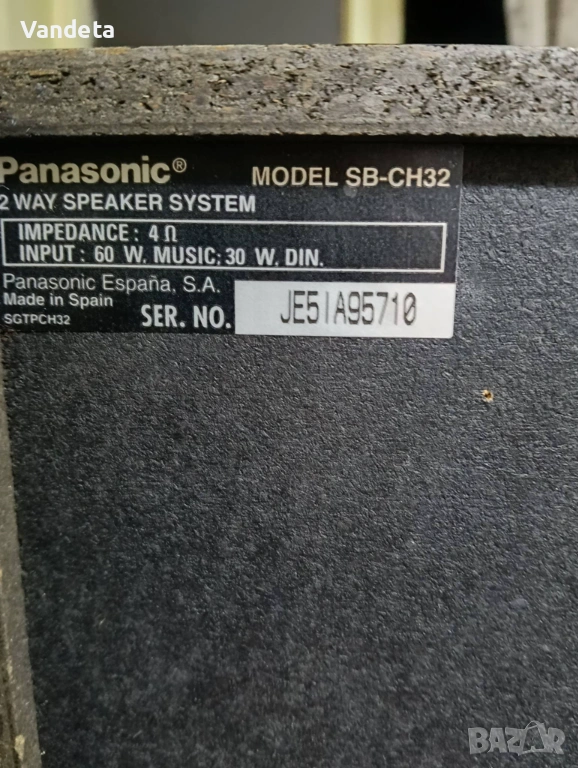 Vandeta
Panasonic® MODEL SB-CH32
2 WAY SPEAKER SYSTEM
IMPEDANCE : 4 Ω
INPUT : 60 W. MUSIC; 30 W. DIN.
Panasonic España, S.A.
Made in Spain
SGTPCH32 SER. NO. JE5IA95710
BAZAR